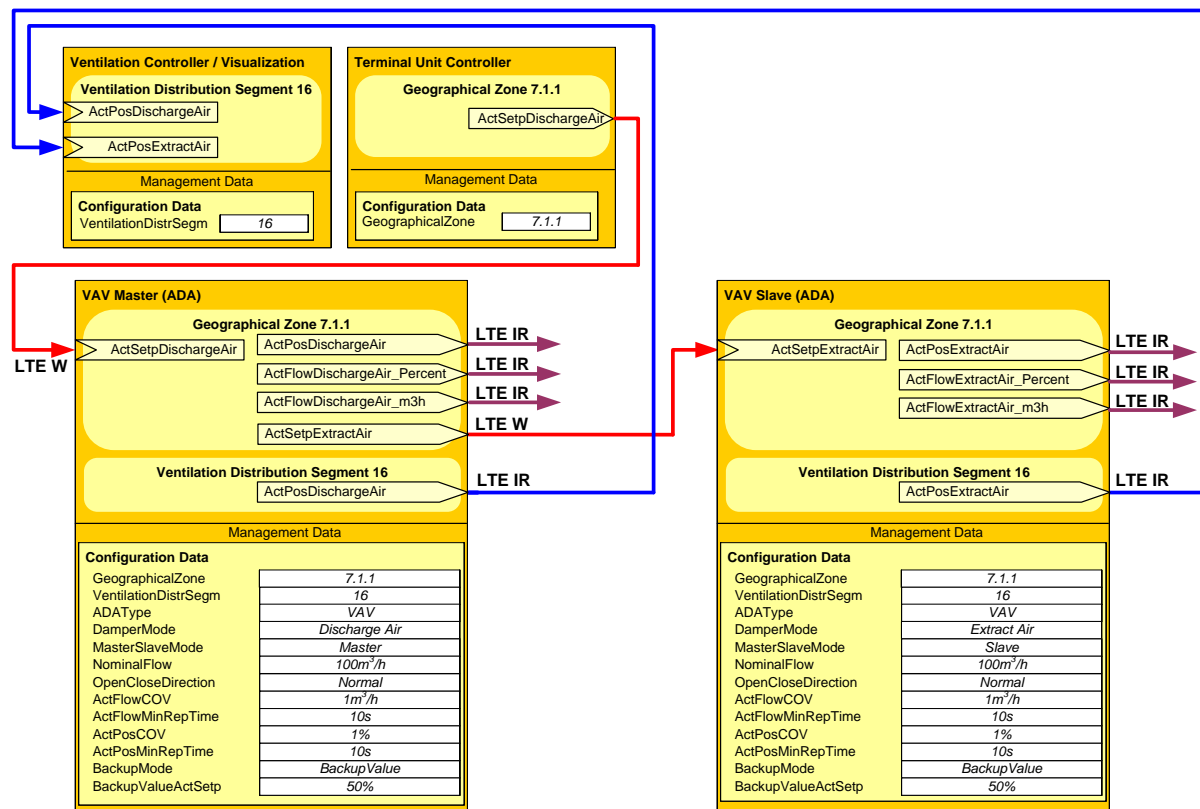 Ventilation Controller / Visualization
Ventilation Distribution Segment 16
ActPosDischargeAir
ActPosExtractAir
Management Data
Configuration Data
VentilationDistrSegm 16
Terminal Unit Controller
Geographical Zone 7.1.1
ActSetpDischargeAir
Management Data
Configuration Data
GeographicalZone 7.1.1
VAV Master (ADA)
Geographical Zone 7.1.1
ActSetpDischargeAir
LTE W
ActPosDischargeAir
LTE IR
ActFlowDischargeAir_Percent
LTE IR
ActFlowDischargeAir_m3h
LTE IR
ActSetpExtractAir
LTE W
Ventilation Distribution Segment 16
ActPosDischargeAir
LTE IR
Management Data
Configuration Data
GeographicalZone 7.1.1
VentilationDistrSegm 16
ADAType VAV
DamperMode Discharge Air
MasterSlaveMode Master
NominalFlow 100m³/h
OpenCloseDirection Normal
ActFlowCOV 1m³/h
ActFlowMinRepTime 10s
ActPosCOV 1%
ActPosMinRepTime 10s
BackupMode BackupValue
BackupValueActSetp 50%
VAV Slave (ADA)
Geographical Zone 7.1.1
ActSetpExtractAir
ActPosExtractAir
LTE IR
ActFlowExtractAir_Percent
LTE IR
ActFlowExtractAir_m3h
LTE IR
Ventilation Distribution Segment 16
ActPosExtractAir
LTE IR
Management Data
Configuration Data
GeographicalZone 7.1.1
VentilationDistrSegm 16
ADAType VAV
DamperMode Extract Air
MasterSlaveMode Slave
NominalFlow 100m³/h
OpenCloseDirection Normal
ActFlowCOV 1m³/h
ActFlowMinRepTime 10s
ActPosCOV 1%
ActPosMinRepTime 10s
BackupMode BackupValue
BackupValueActSetp 50%